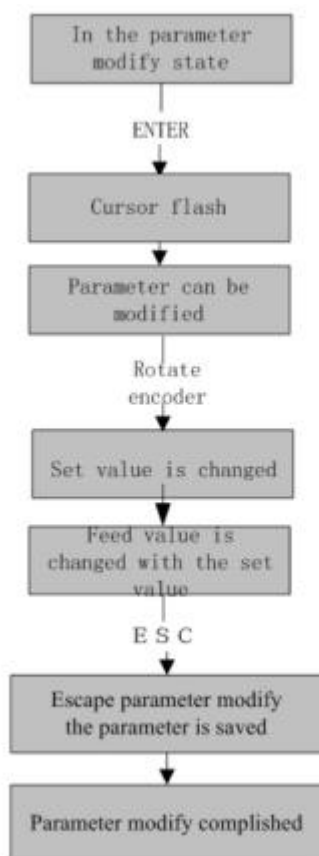 In the parameter
modify state
ENTER
Cursor flash
Parameter can be
modified
Rotate
encoder
Set value is changed
Feed value is
changed with the set
value
E S C
Escape parameter modify
the parameter is saved
Parameter modify complished